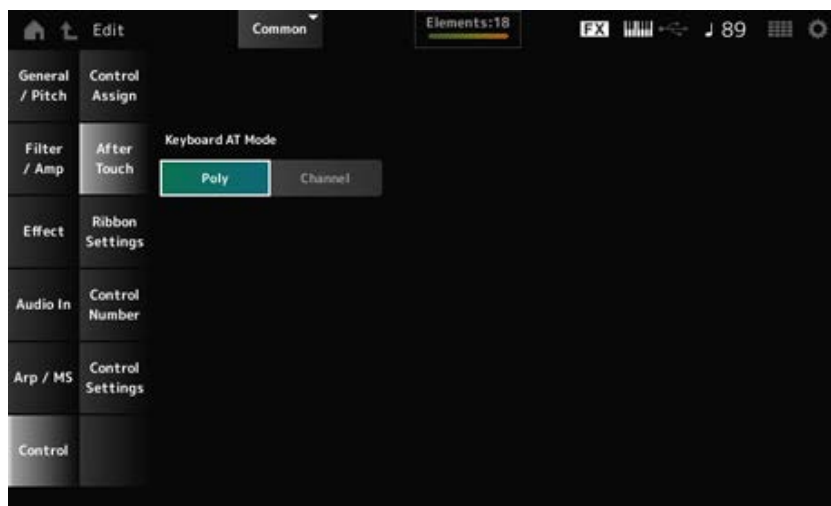 Edit
Common
Elements:18
FX
♩ 89
General
/ Pitch
Control
Assign
Filter
/ Amp
After
Touch
Keyboard AT Mode
Poly
Channel
Effect
Ribbon
Settings
Audio In
Control
Number
Arp / MS
Control
Settings
Control